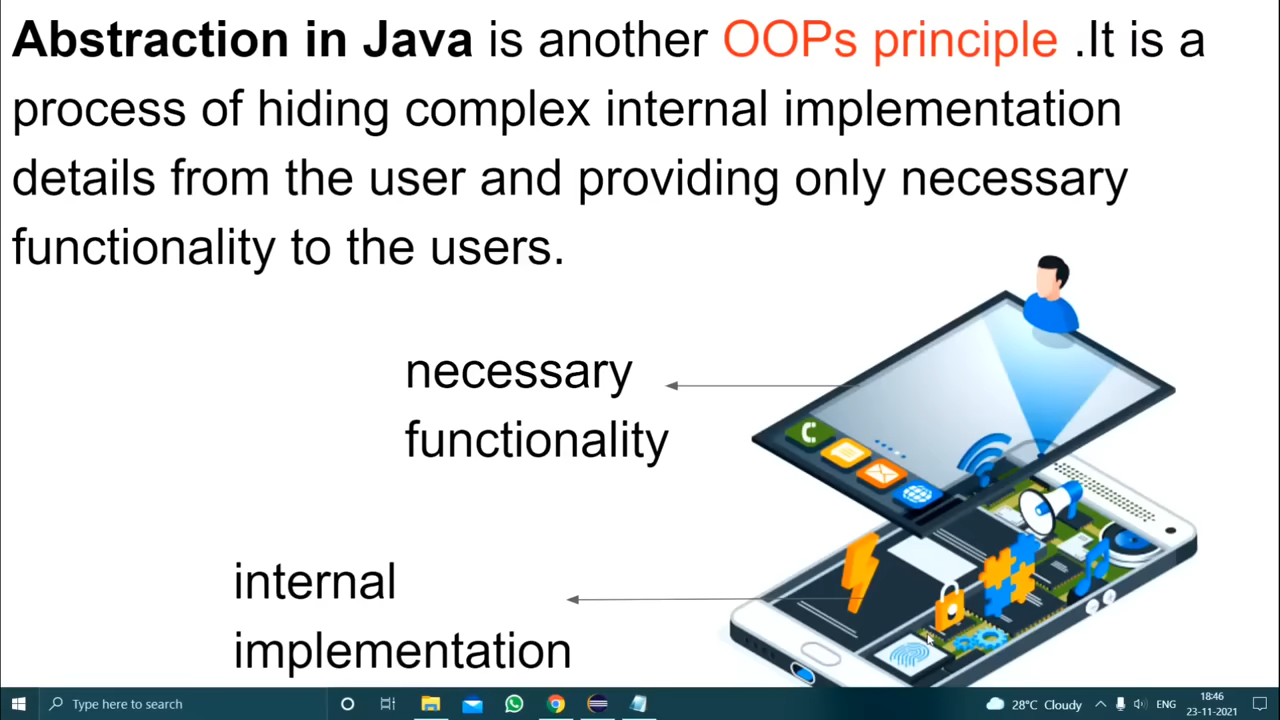 Abstraction in Java is another OOPs principle .It is a
process of hiding complex internal implementation
details from the user and providing only necessary
functionality to the users.
necessary
functionality
internal
implementation
Type here to search
28°C Cloudy
ENG
18:46
23-11-2021